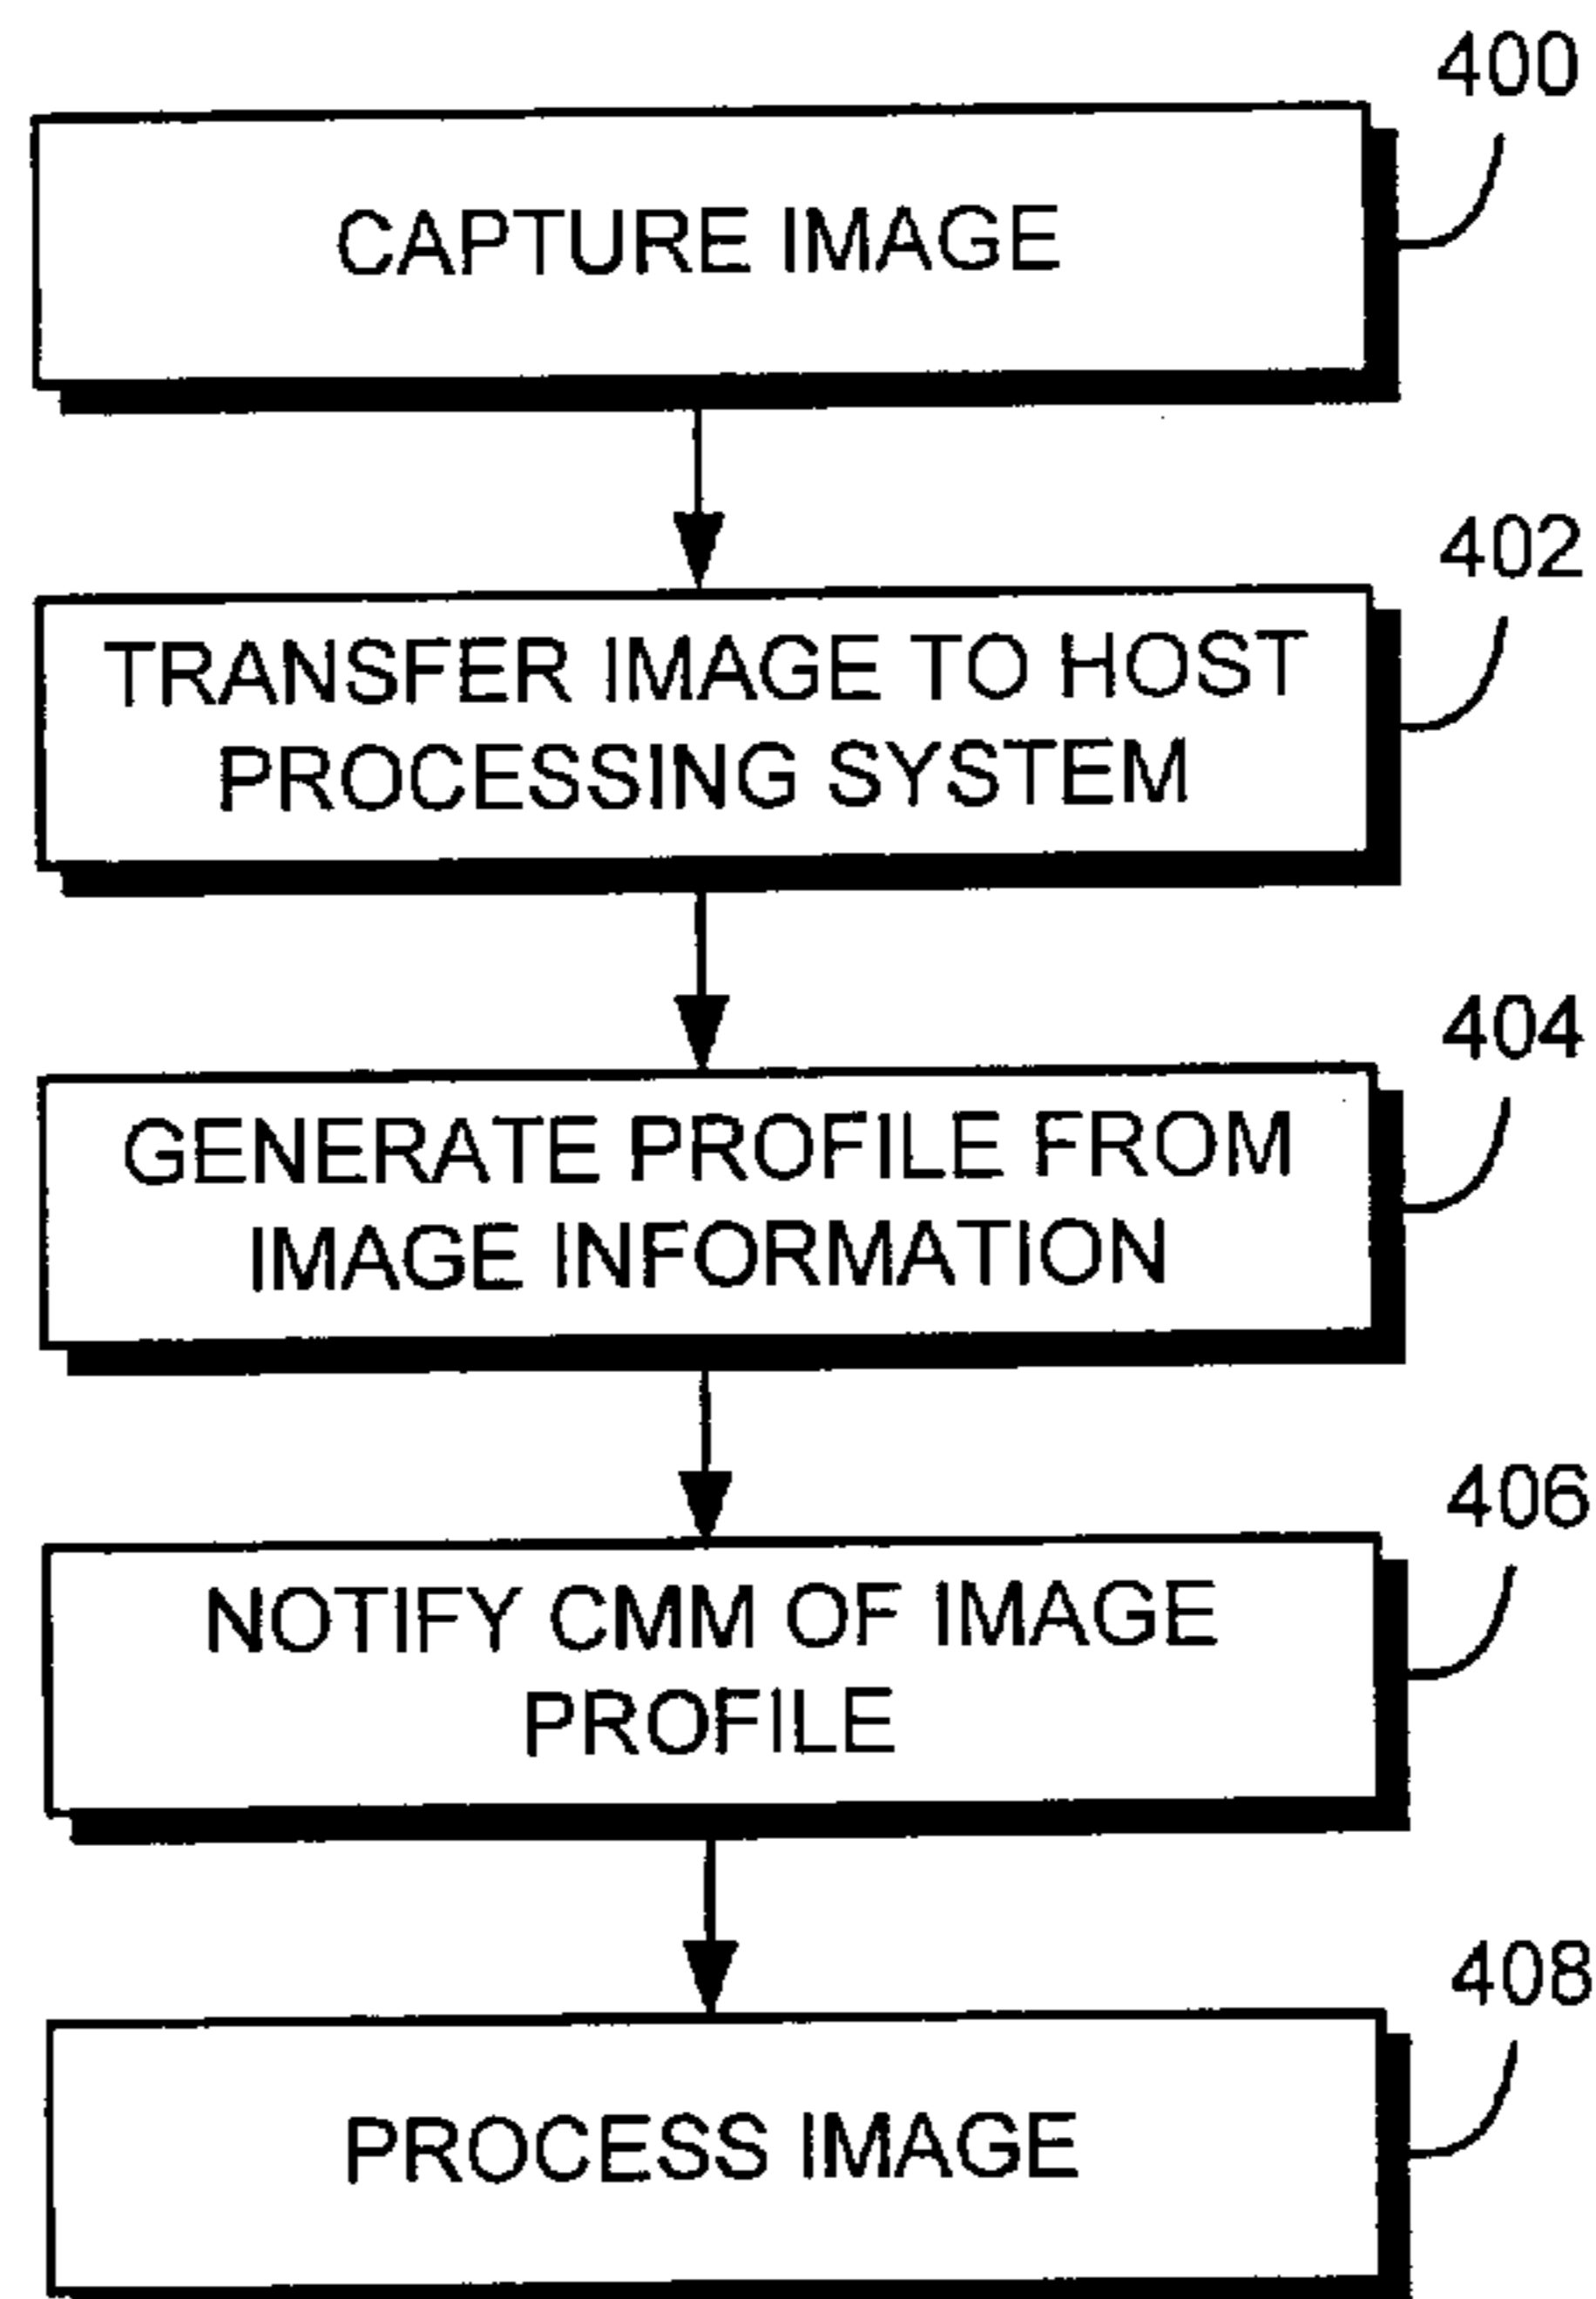 400
CAPTURE IMAGE
402
TRANSFER IMAGE TO HOST
PROCESSING SYSTEM
404
GENERATE PROFILE FROM
IMAGE INFORMATION
406
NOTIFY CMM OF IMAGE
PROFILE
408
PROCESS IMAGE